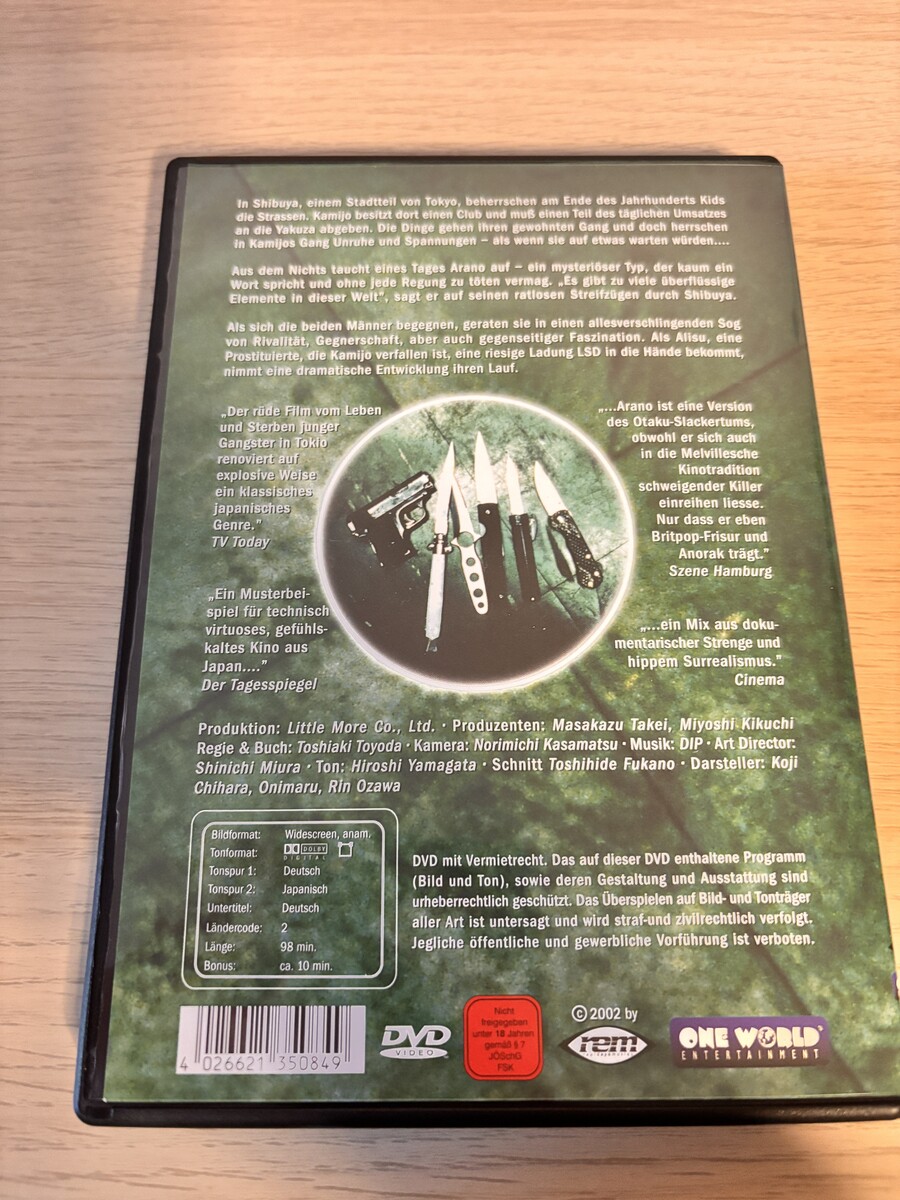 In Shibuya, einem Stadtteil von Tokyo, beherrschen am Ende des Jahrhunderts Kids
die Strassen. Kamijo besitzt dort einen Club und muß einen Teil des täglichen Umsatzes
an die Yakuza abgeben. Die Dinge gehen ihren gewohnten Gang und doch herrschen
in Kamijos Gang Unruhe und Spannungen – als wenn sie auf etwas warten würden....
Aus dem Nichts taucht eines Tages Arano auf – ein mysteriöser Typ, der kaum ein
Wort spricht und ohne jede Regung zu töten vermag. „Es gibt zu viele überflüssige
Elemente in dieser Welt", sagt er auf seinen ratlosen Streifzügen durch Shibuya.
Als sich die beiden Männer begegnen, geraten sie in einen allesverschlingenden Sog
von Rivalität, Gegnerschaft, aber auch gegenseitiger Faszination. Als Alisu, eine
Prostituierte, die Kamijo verfallen ist, eine riesige Ladung LSD in die Hände bekommt,
nimmt eine dramatische Entwicklung ihren Lauf.
„Der rüde Film vom Leben
und Sterben junger
Gangster in Tokio
renoviert auf
explosive Weise
ein klassisches
japanisches
Genre."
TV Today
„Ein Musterbei-
spiel für technisch
virtuoses, gefühls-
kaltes Kino aus
Japan...."
Der Tagesspiegel
„...Arano ist eine Version
des Otaku-Slackertums,
obwohl er sich auch
in die Melvillesche
Kinotradition
schweigender Killer
einreihen liesse.
Nur dass er eben
Britpop-Frisur und
Anorak trägt."
Szene Hamburg
„...ein Mix aus doku-
mentarischer Strenge und
hippem Surrealismus."
Cinema
Produktion: Little More Co., Ltd. · Produzenten: Masakazu Takei, Miyoshi Kikuchi
Regie & Buch: Toshiaki Toyoda · Kamera: Norimichi Kasamatsu · Musik: DIP · Art Director:
Shinichi Miura · Ton: Hiroshi Yamagata · Schnitt Toshihide Fukano · Darsteller: Koji
Chihara, Onimaru, Rin Ozawa
Bildformat: Widescreen, anam.
Tonformat: DOLBY DIGITAL
Tonspur 1: Deutsch
Tonspur 2: Japanisch
Untertitel: Deutsch
Ländercode: 2
Länge: 98 min.
Bonus: ca. 10 min.
DVD mit Vermietrecht. Das auf dieser DVD enthaltene Programm
(Bild und Ton), sowie deren Gestaltung und Ausstattung sind
urheberrechtlich geschützt. Das Überspielen auf Bild- und Tonträger
aller Art ist untersagt und wird straf-und zivilrechtlich verfolgt.
Jegliche öffentliche und gewerbliche Vorführung ist verboten.
4 026621 350849
DVD
VIDEO
Nicht
freigegeben
unter 18 Jahren
gemäß § 7
JÖSchG
FSK
© 2002 by
rem
ONE WORLD
ENTERTAINMENT